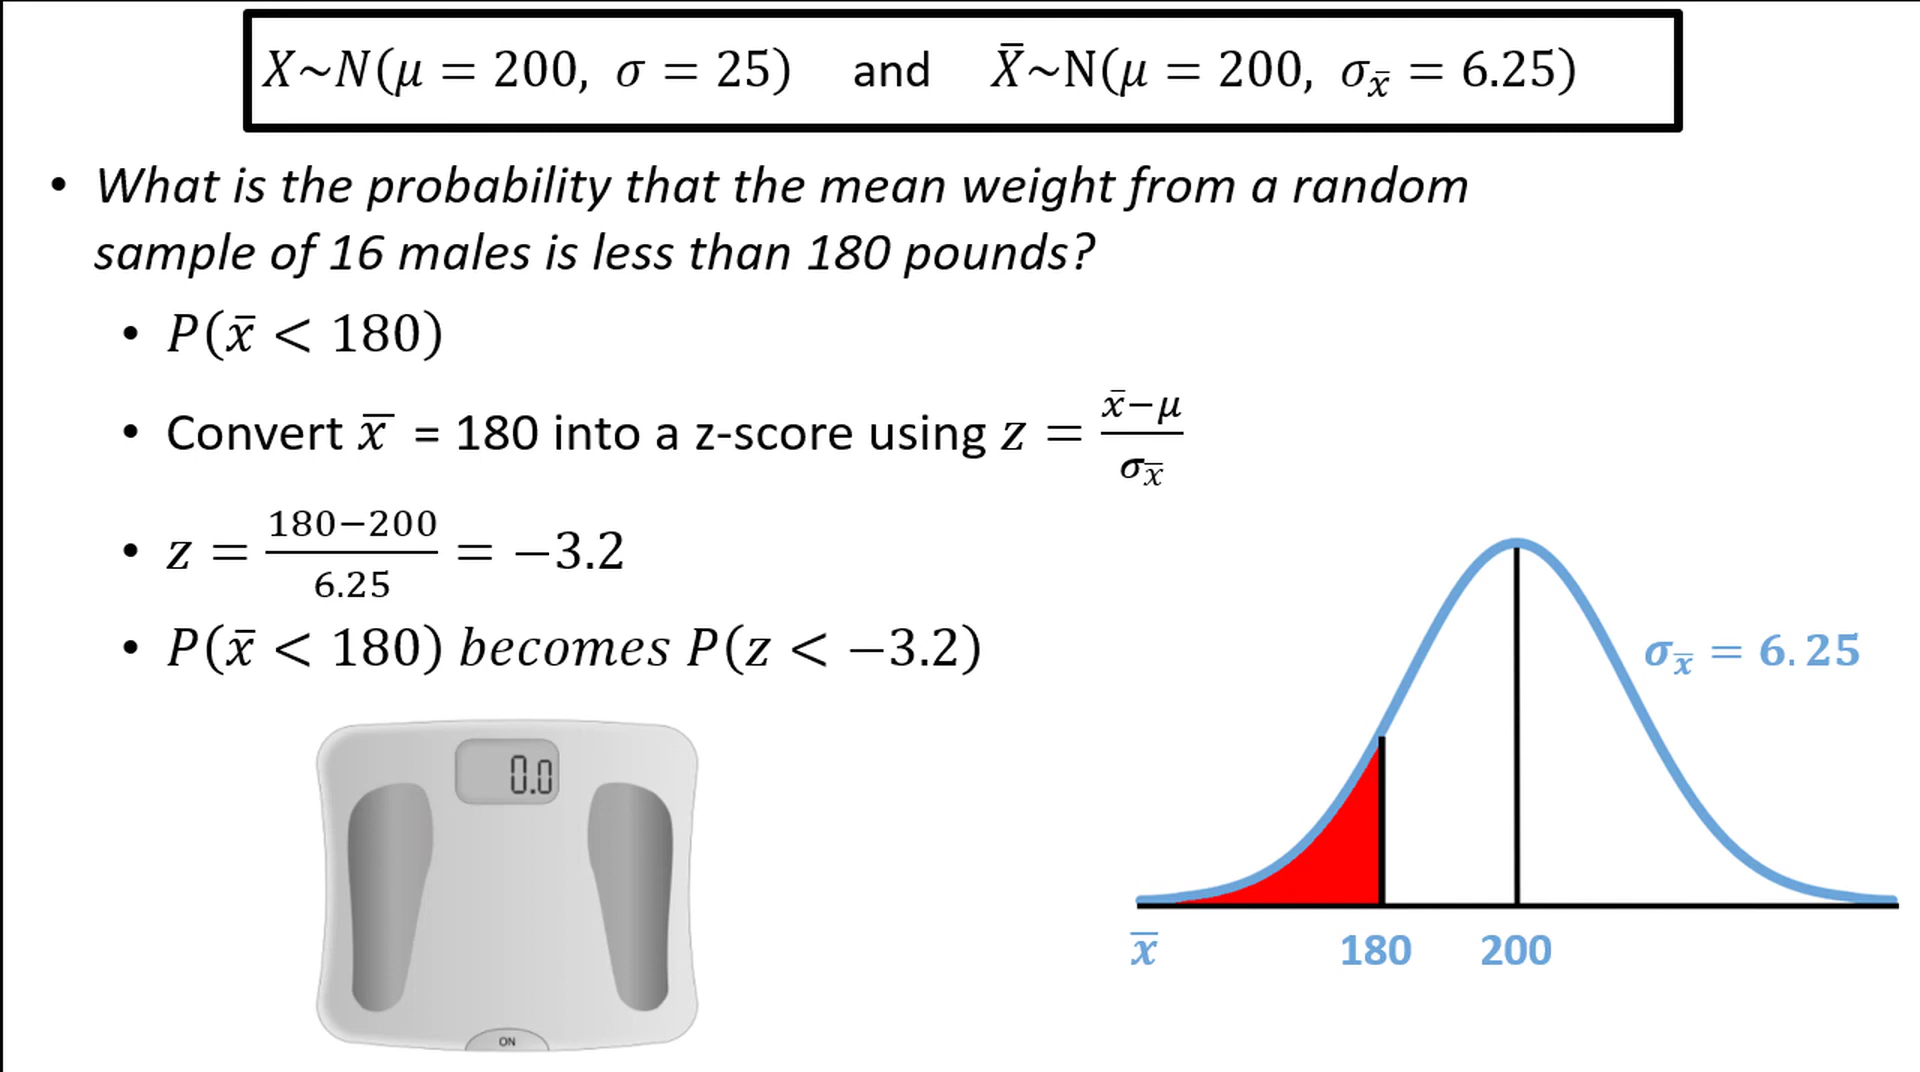 X~N(μ = 200, σ = 25) and X̄~N(μ = 200, σx̄ = 6.25)
• What is the probability that the mean weight from a random
sample of 16 males is less than 180 pounds?
• P(x̄ < 180)
• Convert x̄ = 180 into a z-score using z = (x̄−μ)/σx̄
• z = (180−200)/6.25 = −3.2
• P(x̄ < 180) becomes P(z < −3.2)
σx̄ = 6.25
0.0
x̄ 180 200
ON